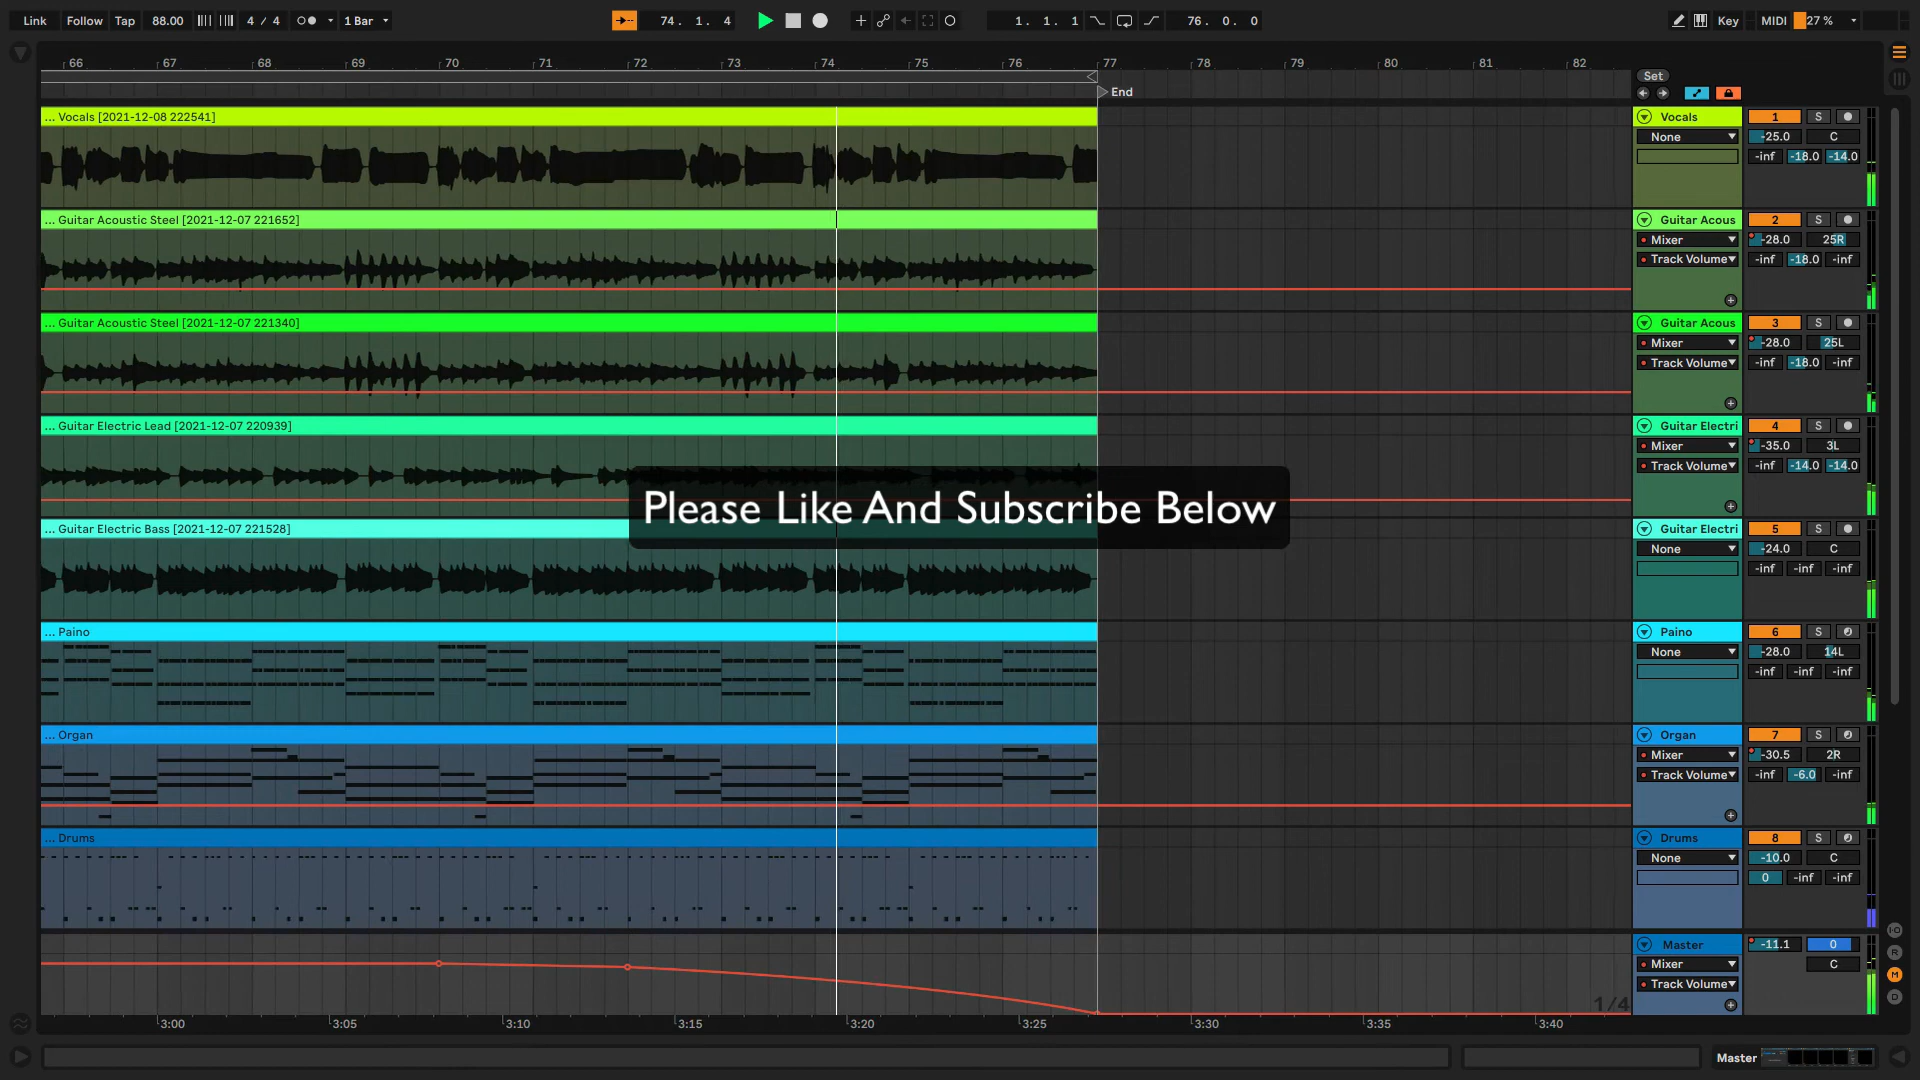 Link Follow Tap 88.00 4 / 4 1 Bar 74. 1. 4 1. 1. 1 76. 0. 0 Key MIDI 27 %
66 67 68 69 70 71 72 73 74 75 76 77 78 79 80 81 82
Set
End
... Vocals [2021-12-08 222541]
Vocals 1 S
None -25.0 C
-inf -18.0 -14.0
... Guitar Acoustic Steel [2021-12-07 221652]
Guitar Acous 2 S
Mixer -28.0 25R
Track Volume -inf -18.0 -inf
... Guitar Acoustic Steel [2021-12-07 221340]
Guitar Acous 3 S
Mixer -28.0 25L
Track Volume -inf -18.0 -inf
... Guitar Electric Lead [2021-12-07 220939]
Guitar Electri 4 S
Mixer -35.0 3L
Track Volume -inf -14.0 -14.0
Please Like And Subscribe Below
... Guitar Electric Bass [2021-12-07 221528]
Guitar Electri 5 S
None -24.0 C
-inf -inf -inf
... Paino
Paino 6 S
None -28.0 14L
-inf -inf -inf
... Organ
Organ 7 S
Mixer -30.5 2R
Track Volume -inf -6.0 -inf
... Drums
Drums 8 S
None -10.0 C
0 -inf -inf
Master -11.1 0
Mixer C
Track Volume
1/4
I·O
R
M
D
3:00 3:05 3:10 3:15 3:20 3:25 3:30 3:35 3:40
Master